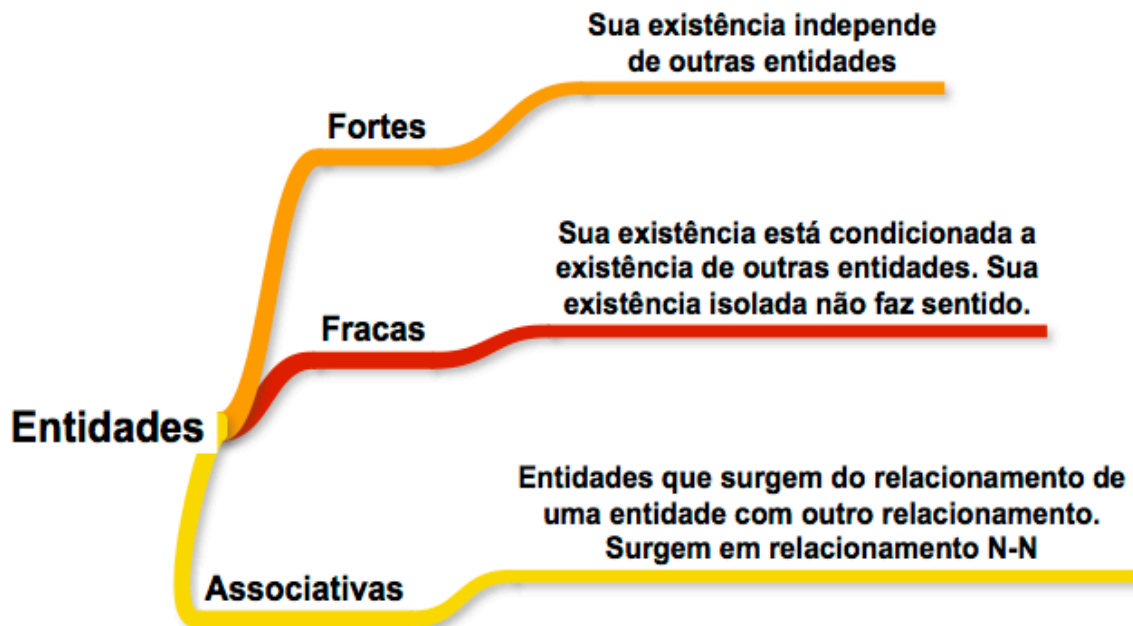 Sua existência independe
de outras entidades
Fortes
Sua existência está condicionada a
existência de outras entidades. Sua
existência isolada não faz sentido.
Fracas
Entidades
Entidades que surgem do relacionamento de
uma entidade com outro relacionamento.
Surgem em relacionamento N-N
Associativas